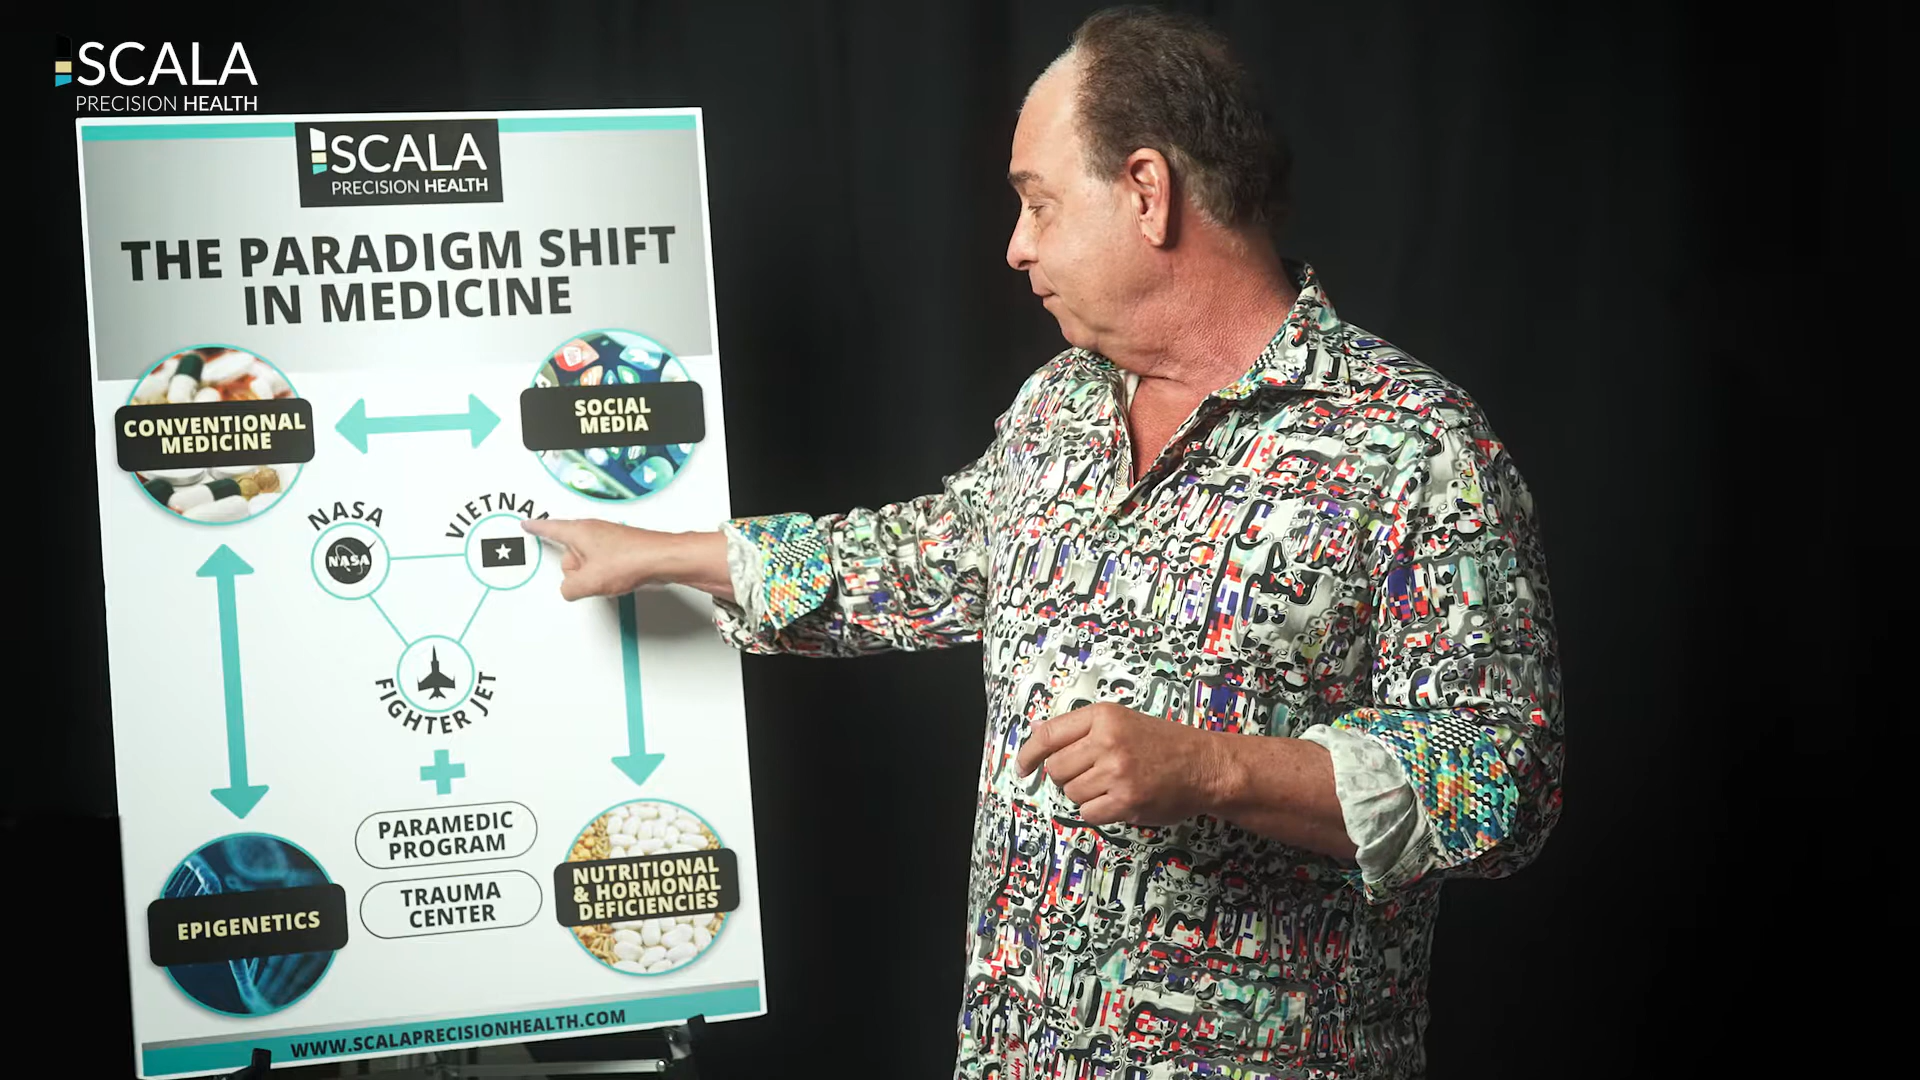 SCALA
PRECISION HEALTH
SCALA
PRECISION HEALTH
THE PARADIGM SHIFT
IN MEDICINE
CONVENTIONAL
MEDICINE
SOCIAL
MEDIA
NASA
NASA
FIGHTER JET
PARAMEDIC
PROGRAM
TRAUMA
CENTER
EPIGENETICS
NUTRITIONAL
& HORMONAL
DEFICIENCIES
WWW.SCALAPRECISIONHEALTH.COM